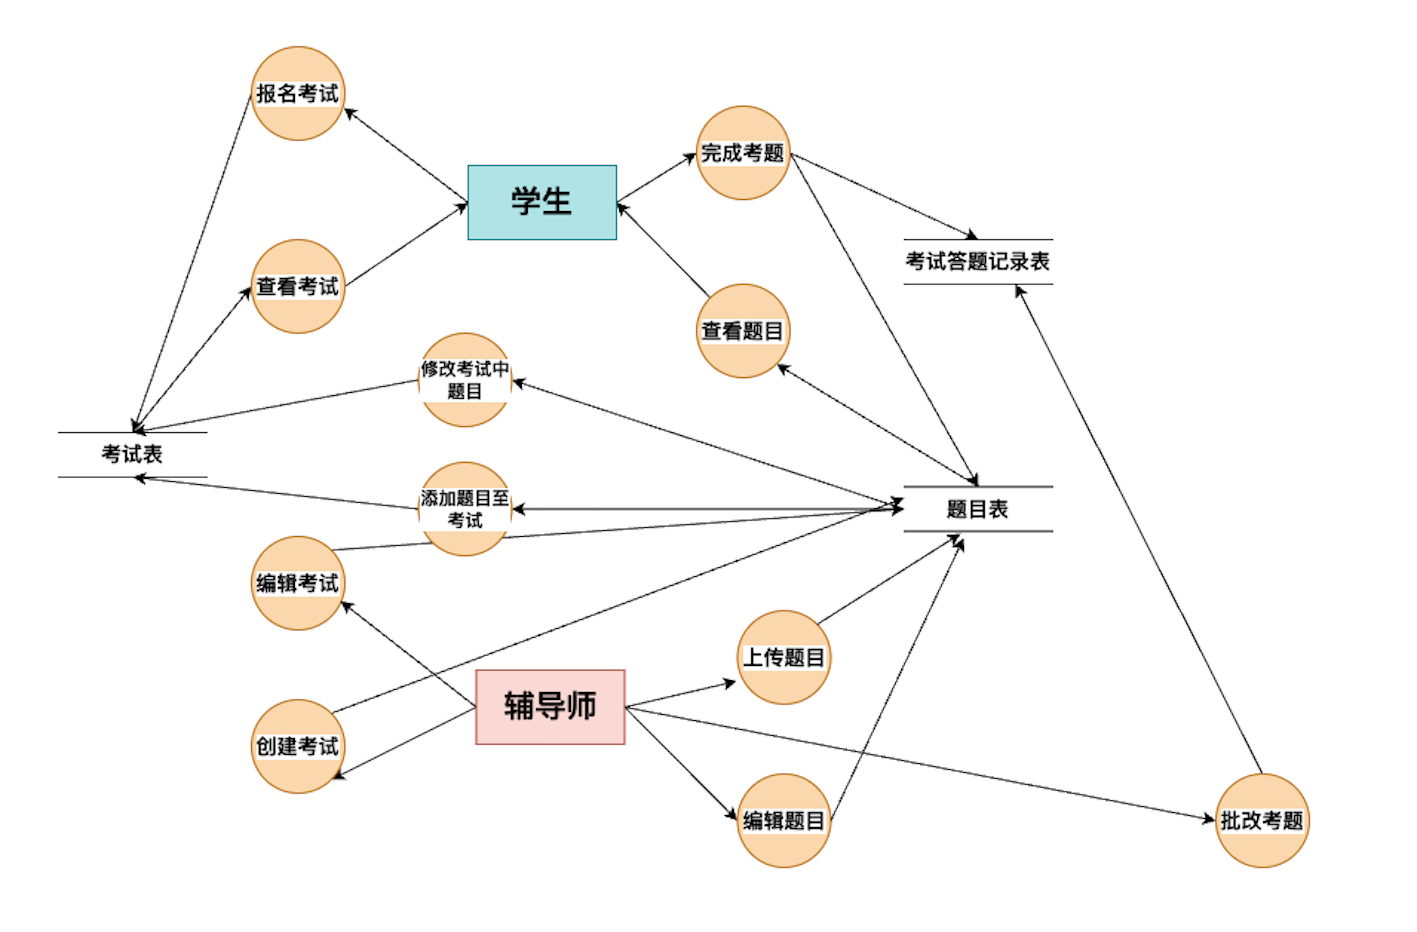 报名考试
完成考题
学生
考试答题记录表
查看考试
查看题目
修改考试中
题目
考试表
添加题目至
考试
题目表
编辑考试
上传题目
辅导师
创建考试
编辑题目
批改考题